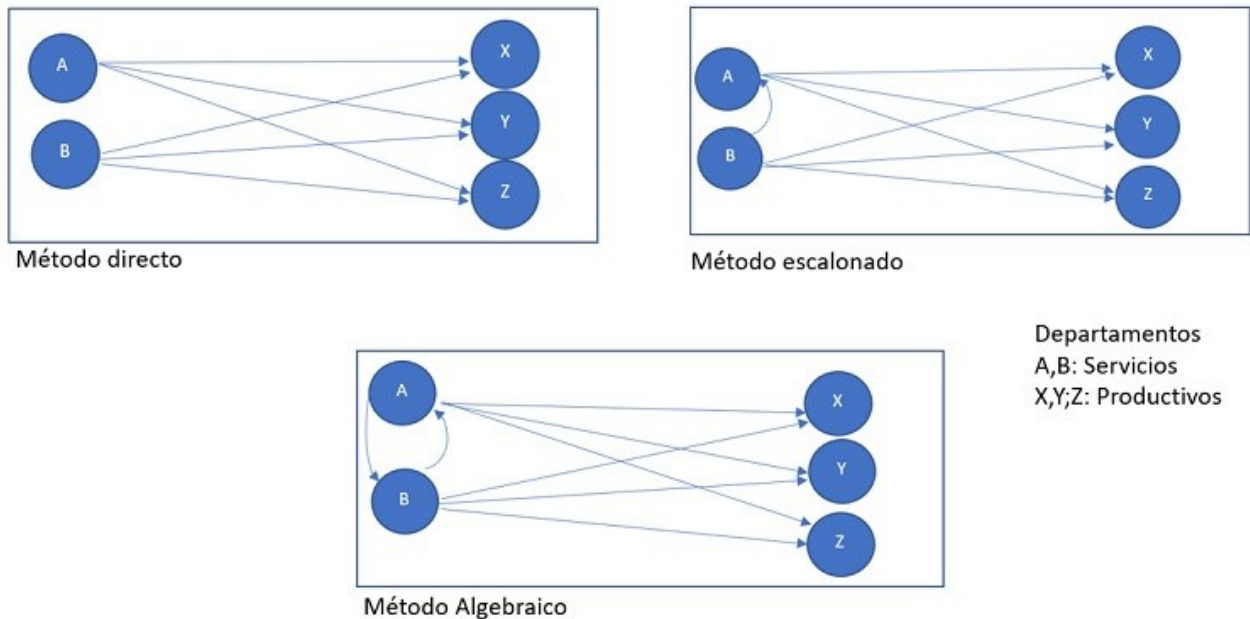 A
B
X
Y
Z
Método directo
A
B
X
Y
Z
Método escalonado
A
B
X
Y
Z
Método Algebraico
Departamentos
A,B: Servicios
X,Y;Z: Productivos